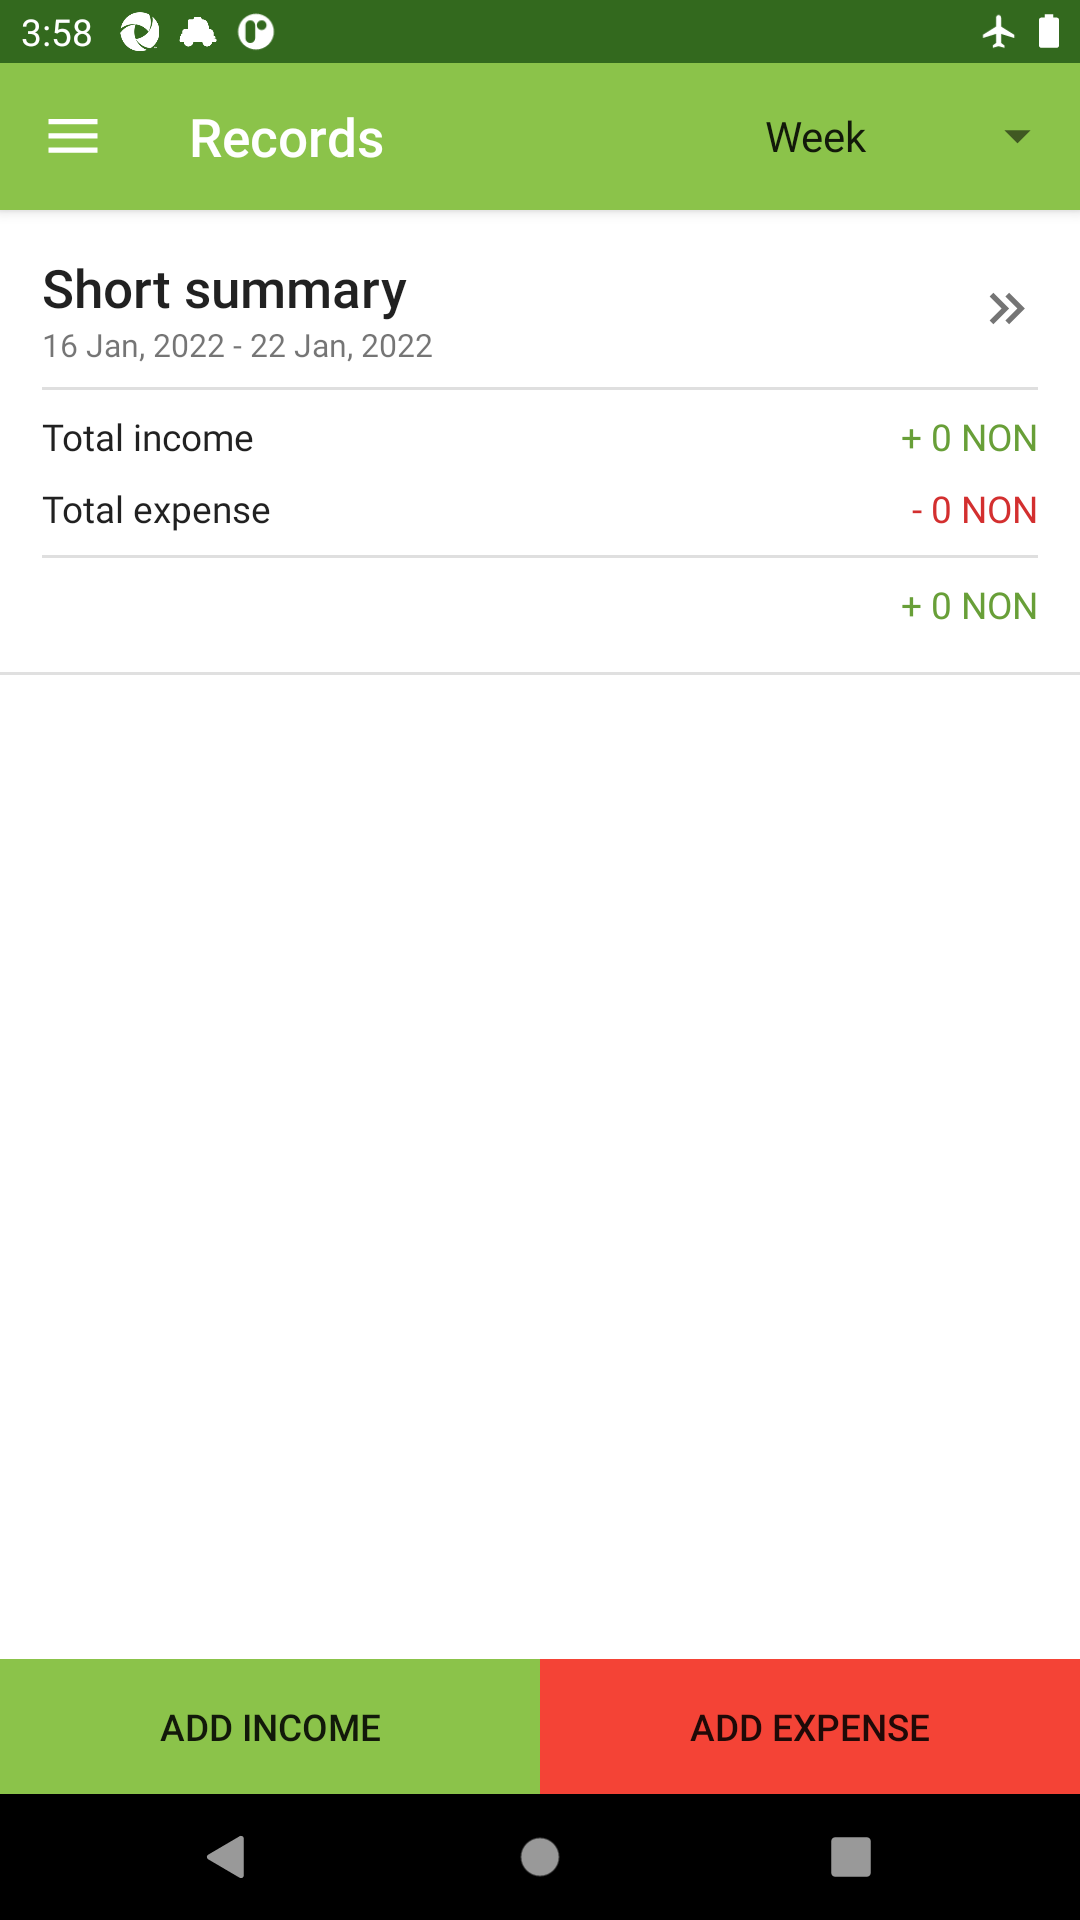 3:58
Records
Week
Short summary
16 Jan, 2022 - 22 Jan, 2022
Total income
+ 0 NON
Total expense
- 0 NON
+ 0 NON
ADD INCOME
ADD EXPENSE